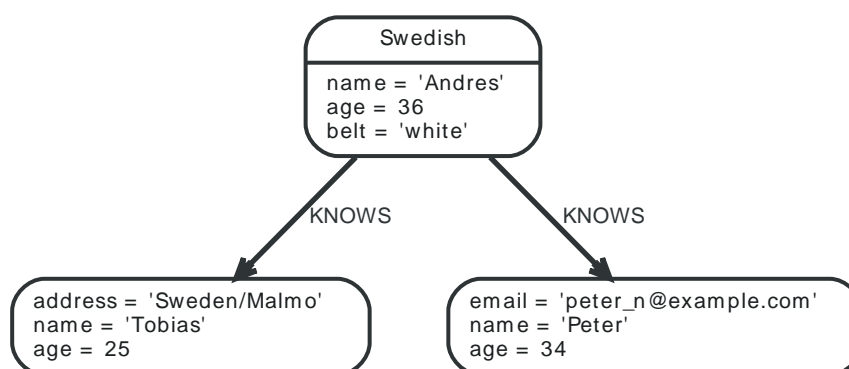 Swedish
name = 'Andres'
age = 36
belt = 'white'
KNOWS
KNOWS
address = 'Sweden/Malmo'
name = 'Tobias'
age = 25
email = 'peter_n@example.com'
name = 'Peter'
age = 34